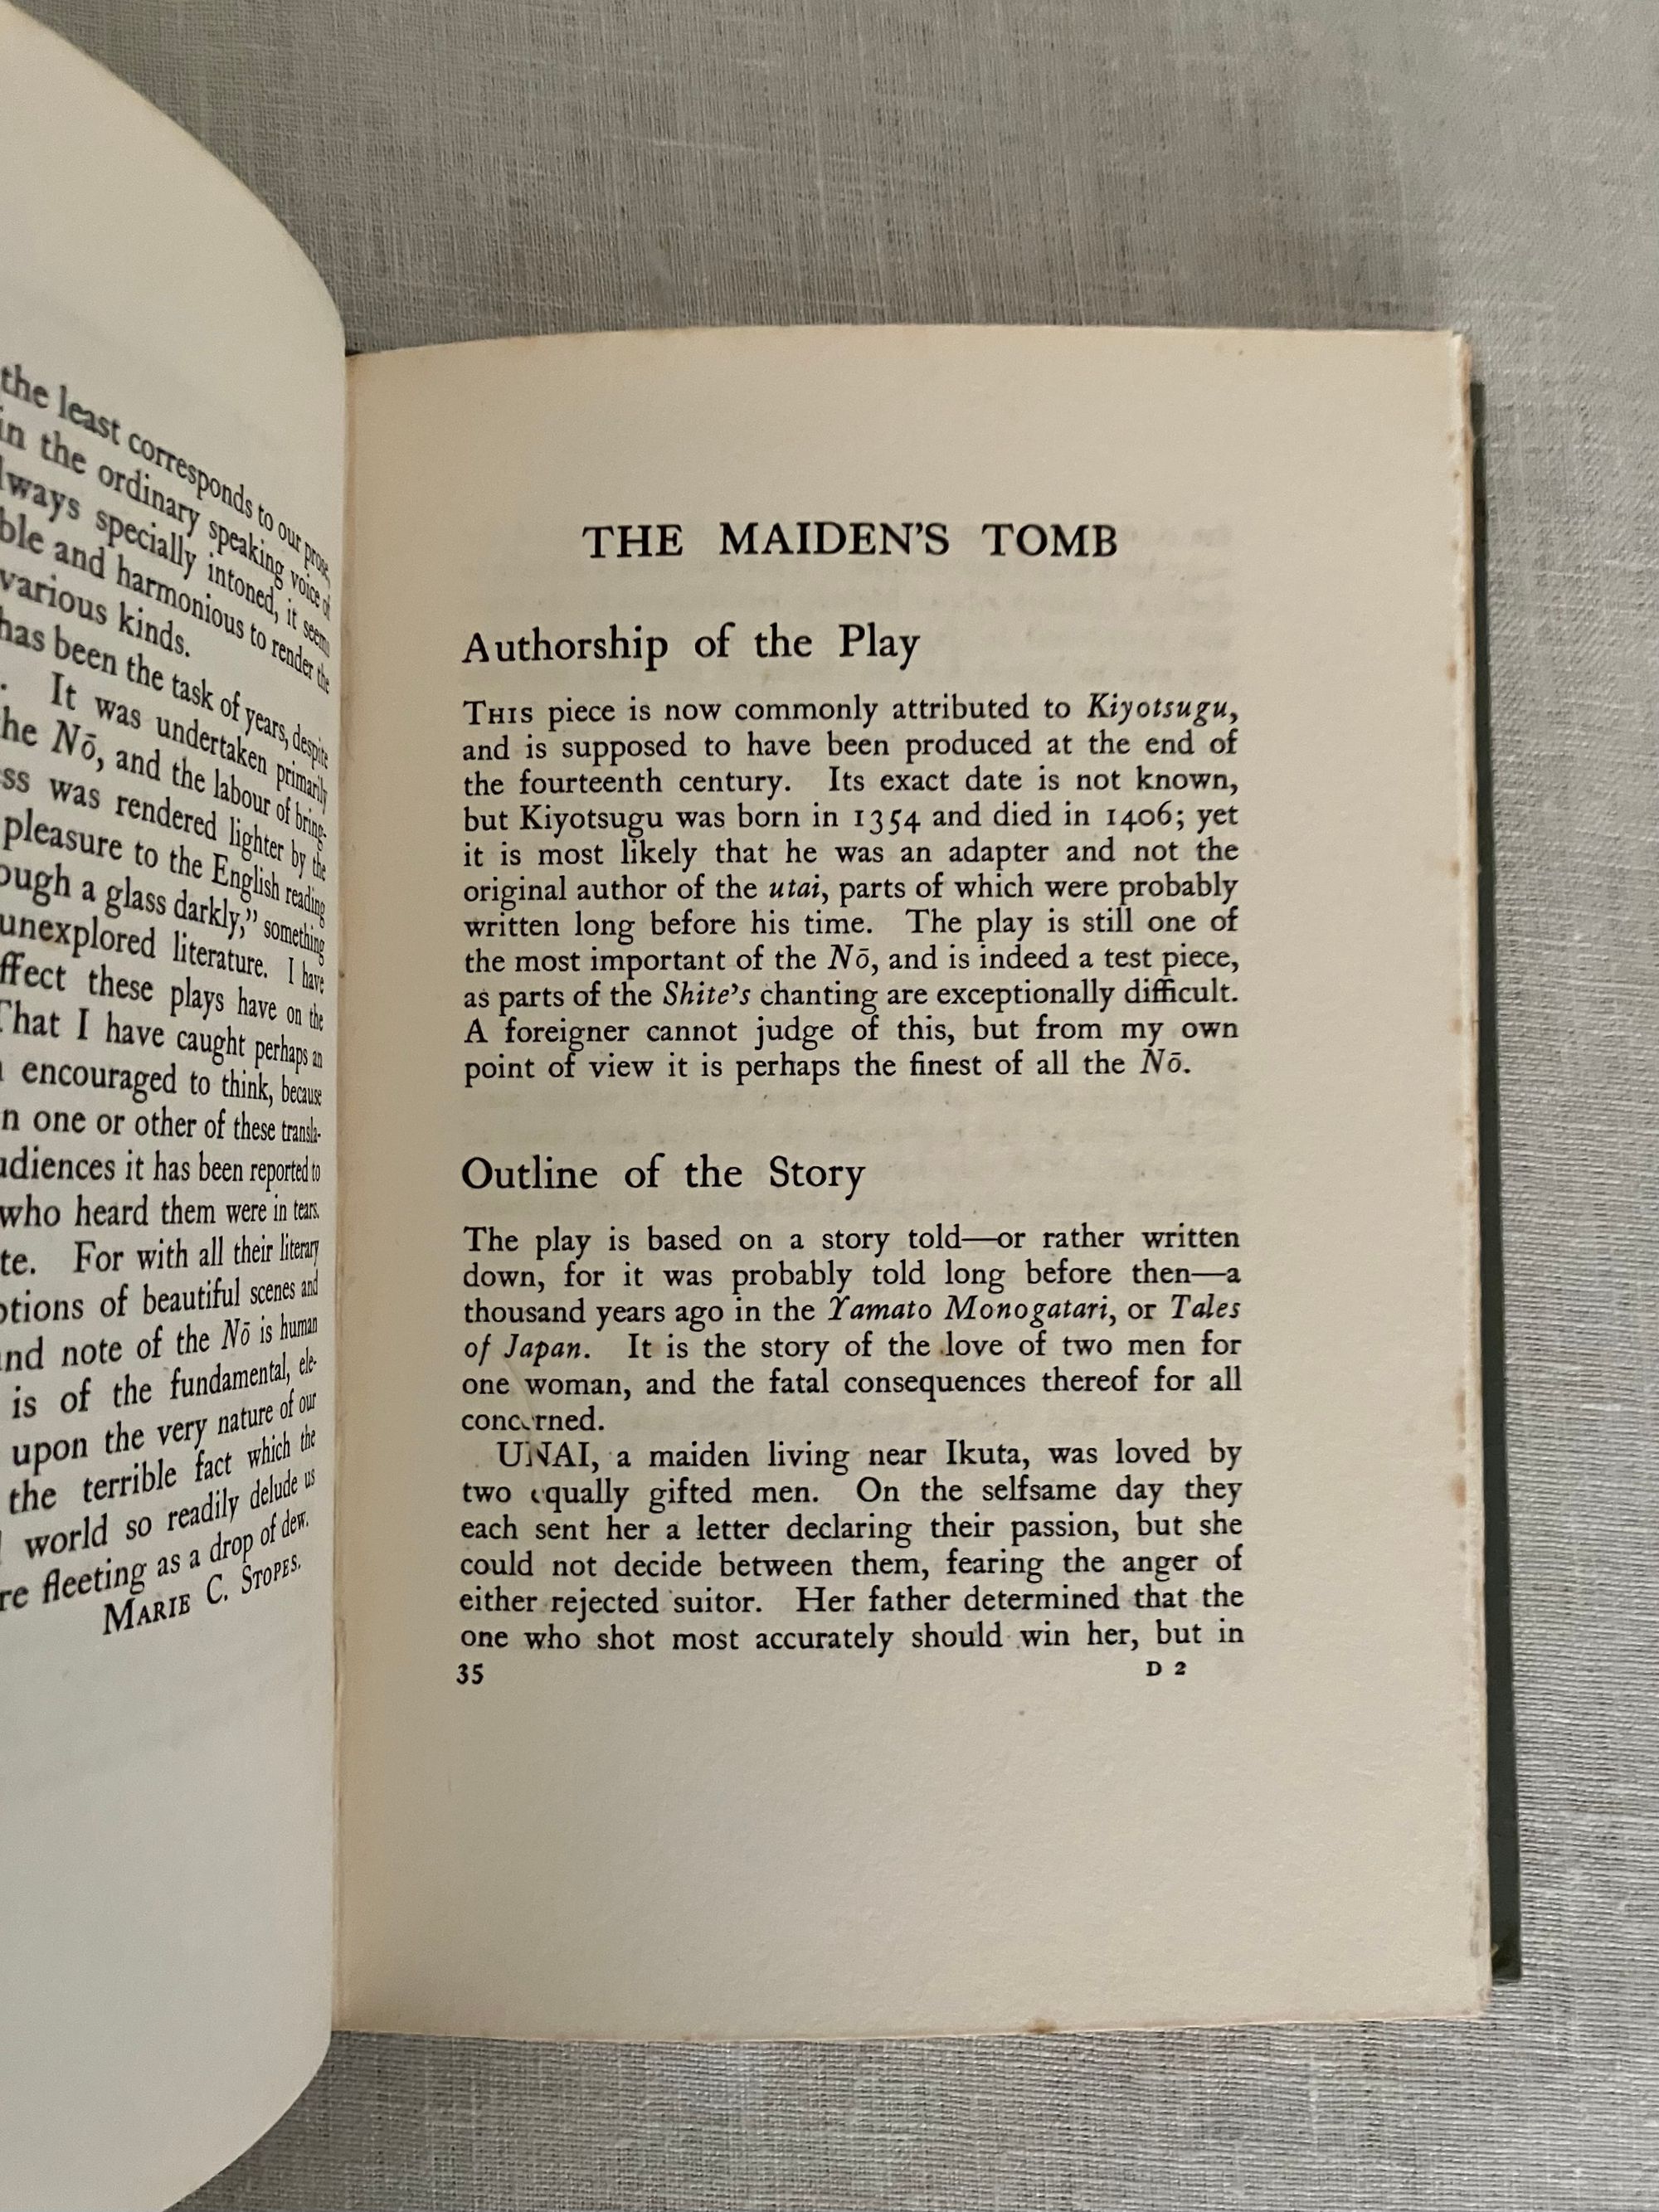 the least corresponds to our prose,
in the ordinary speaking voice of
lways specially intoned, it seems
ble and harmonious to render the
various kinds.
has been the task of years, despite
. It was undertaken primarily
he Nō, and the labour of bring-
ss was rendered lighter by the
pleasure to the English reading
ough a glass darkly,” something
unexplored literature. I have
ffect these plays have on the
That I have caught perhaps an
encouraged to think, because
n one or other of these transla-
udiences it has been reported to
who heard them were in tears.
te. For with all their literary
ptions of beautiful scenes and
nd note of the Nō is human
is of the fundamental, ele-
upon the very nature of our
the terrible fact which the
world so readily delude us
re fleeting as a drop of dew.
MARIE C. STOPES.
THE MAIDEN'S TOMB
Authorship of the Play
THIS piece is now commonly attributed to Kiyotsugu,
and is supposed to have been produced at the end of
the fourteenth century. Its exact date is not known,
but Kiyotsugu was born in 1354 and died in 1406; yet
it is most likely that he was an adapter and not the
original author of the utai, parts of which were probably
written long before his time. The play is still one of
the most important of the Nō, and is indeed a test piece,
as parts of the Shite's chanting are exceptionally difficult.
A foreigner cannot judge of this, but from my own
point of view it is perhaps the finest of all the Nō.
Outline of the Story
The play is based on a story told—or rather written
down, for it was probably told long before then—a
thousand years ago in the Yamato Monogatari, or Tales
of Japan. It is the story of the love of two men for
one woman, and the fatal consequences thereof for all
concerned.
UNAI, a maiden living near Ikuta, was loved by
two equally gifted men. On the selfsame day they
each sent her a letter declaring their passion, but she
could not decide between them, fearing the anger of
either rejected suitor. Her father determined that the
one who shot most accurately should win her, but in
35 D 2